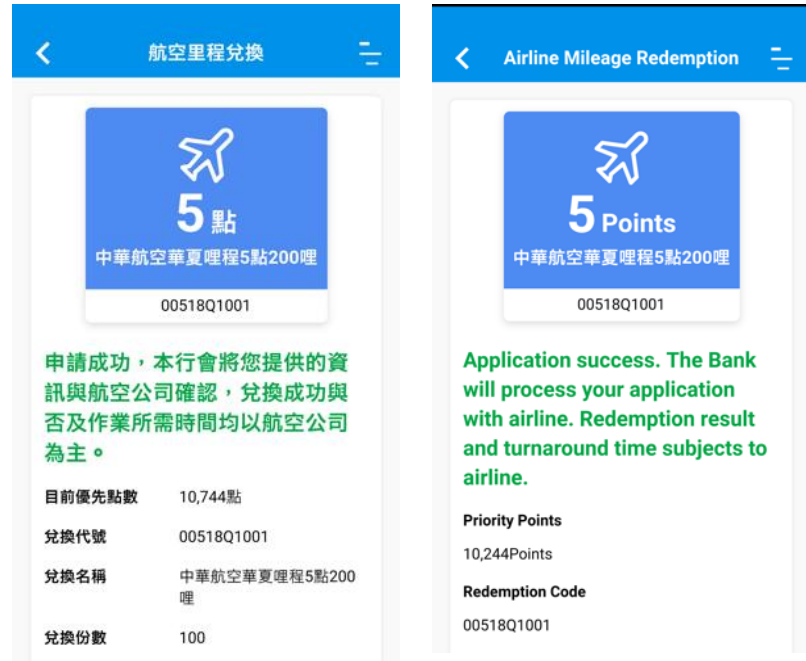 航空里程兌換
5 點
中華航空華夏哩程5點200哩
00518Q1001
申請成功，本行會將您提供的資
訊與航空公司確認，兌換成功與
否及作業所需時間均以航空公司
為主。
目前優先點數 10,744點
兌換代號 00518Q1001
兌換名稱 中華航空華夏哩程5點200
哩
兌換份數 100
Airline Mileage Redemption
5 Points
中華航空華夏哩程5點200哩
00518Q1001
Application success. The Bank
will process your application
with airline. Redemption result
and turnaround time subjects to
airline.
Priority Points
10,244Points
Redemption Code
00518Q1001